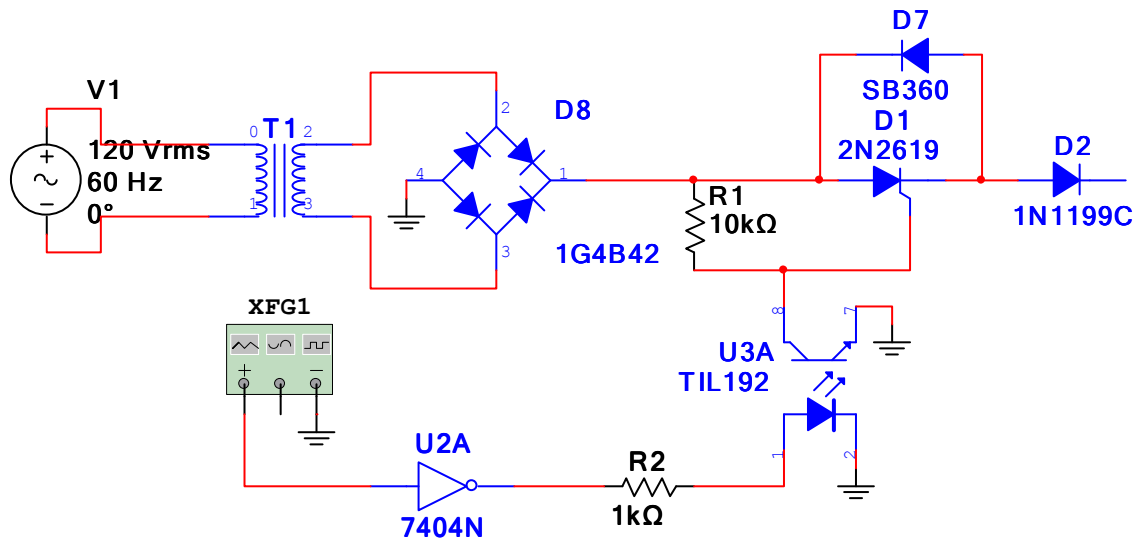 D7
SB360
V1
D8
D1
2N2619
D2
1N1199C
120 Vrms
60 Hz
0°
0
T1
2
1
3
2
4
1
3
1G4B42
R1
10kΩ
XFG1
+
−
8
7
U3A
TIL192
1
2
U2A
7404N
R2
1kΩ